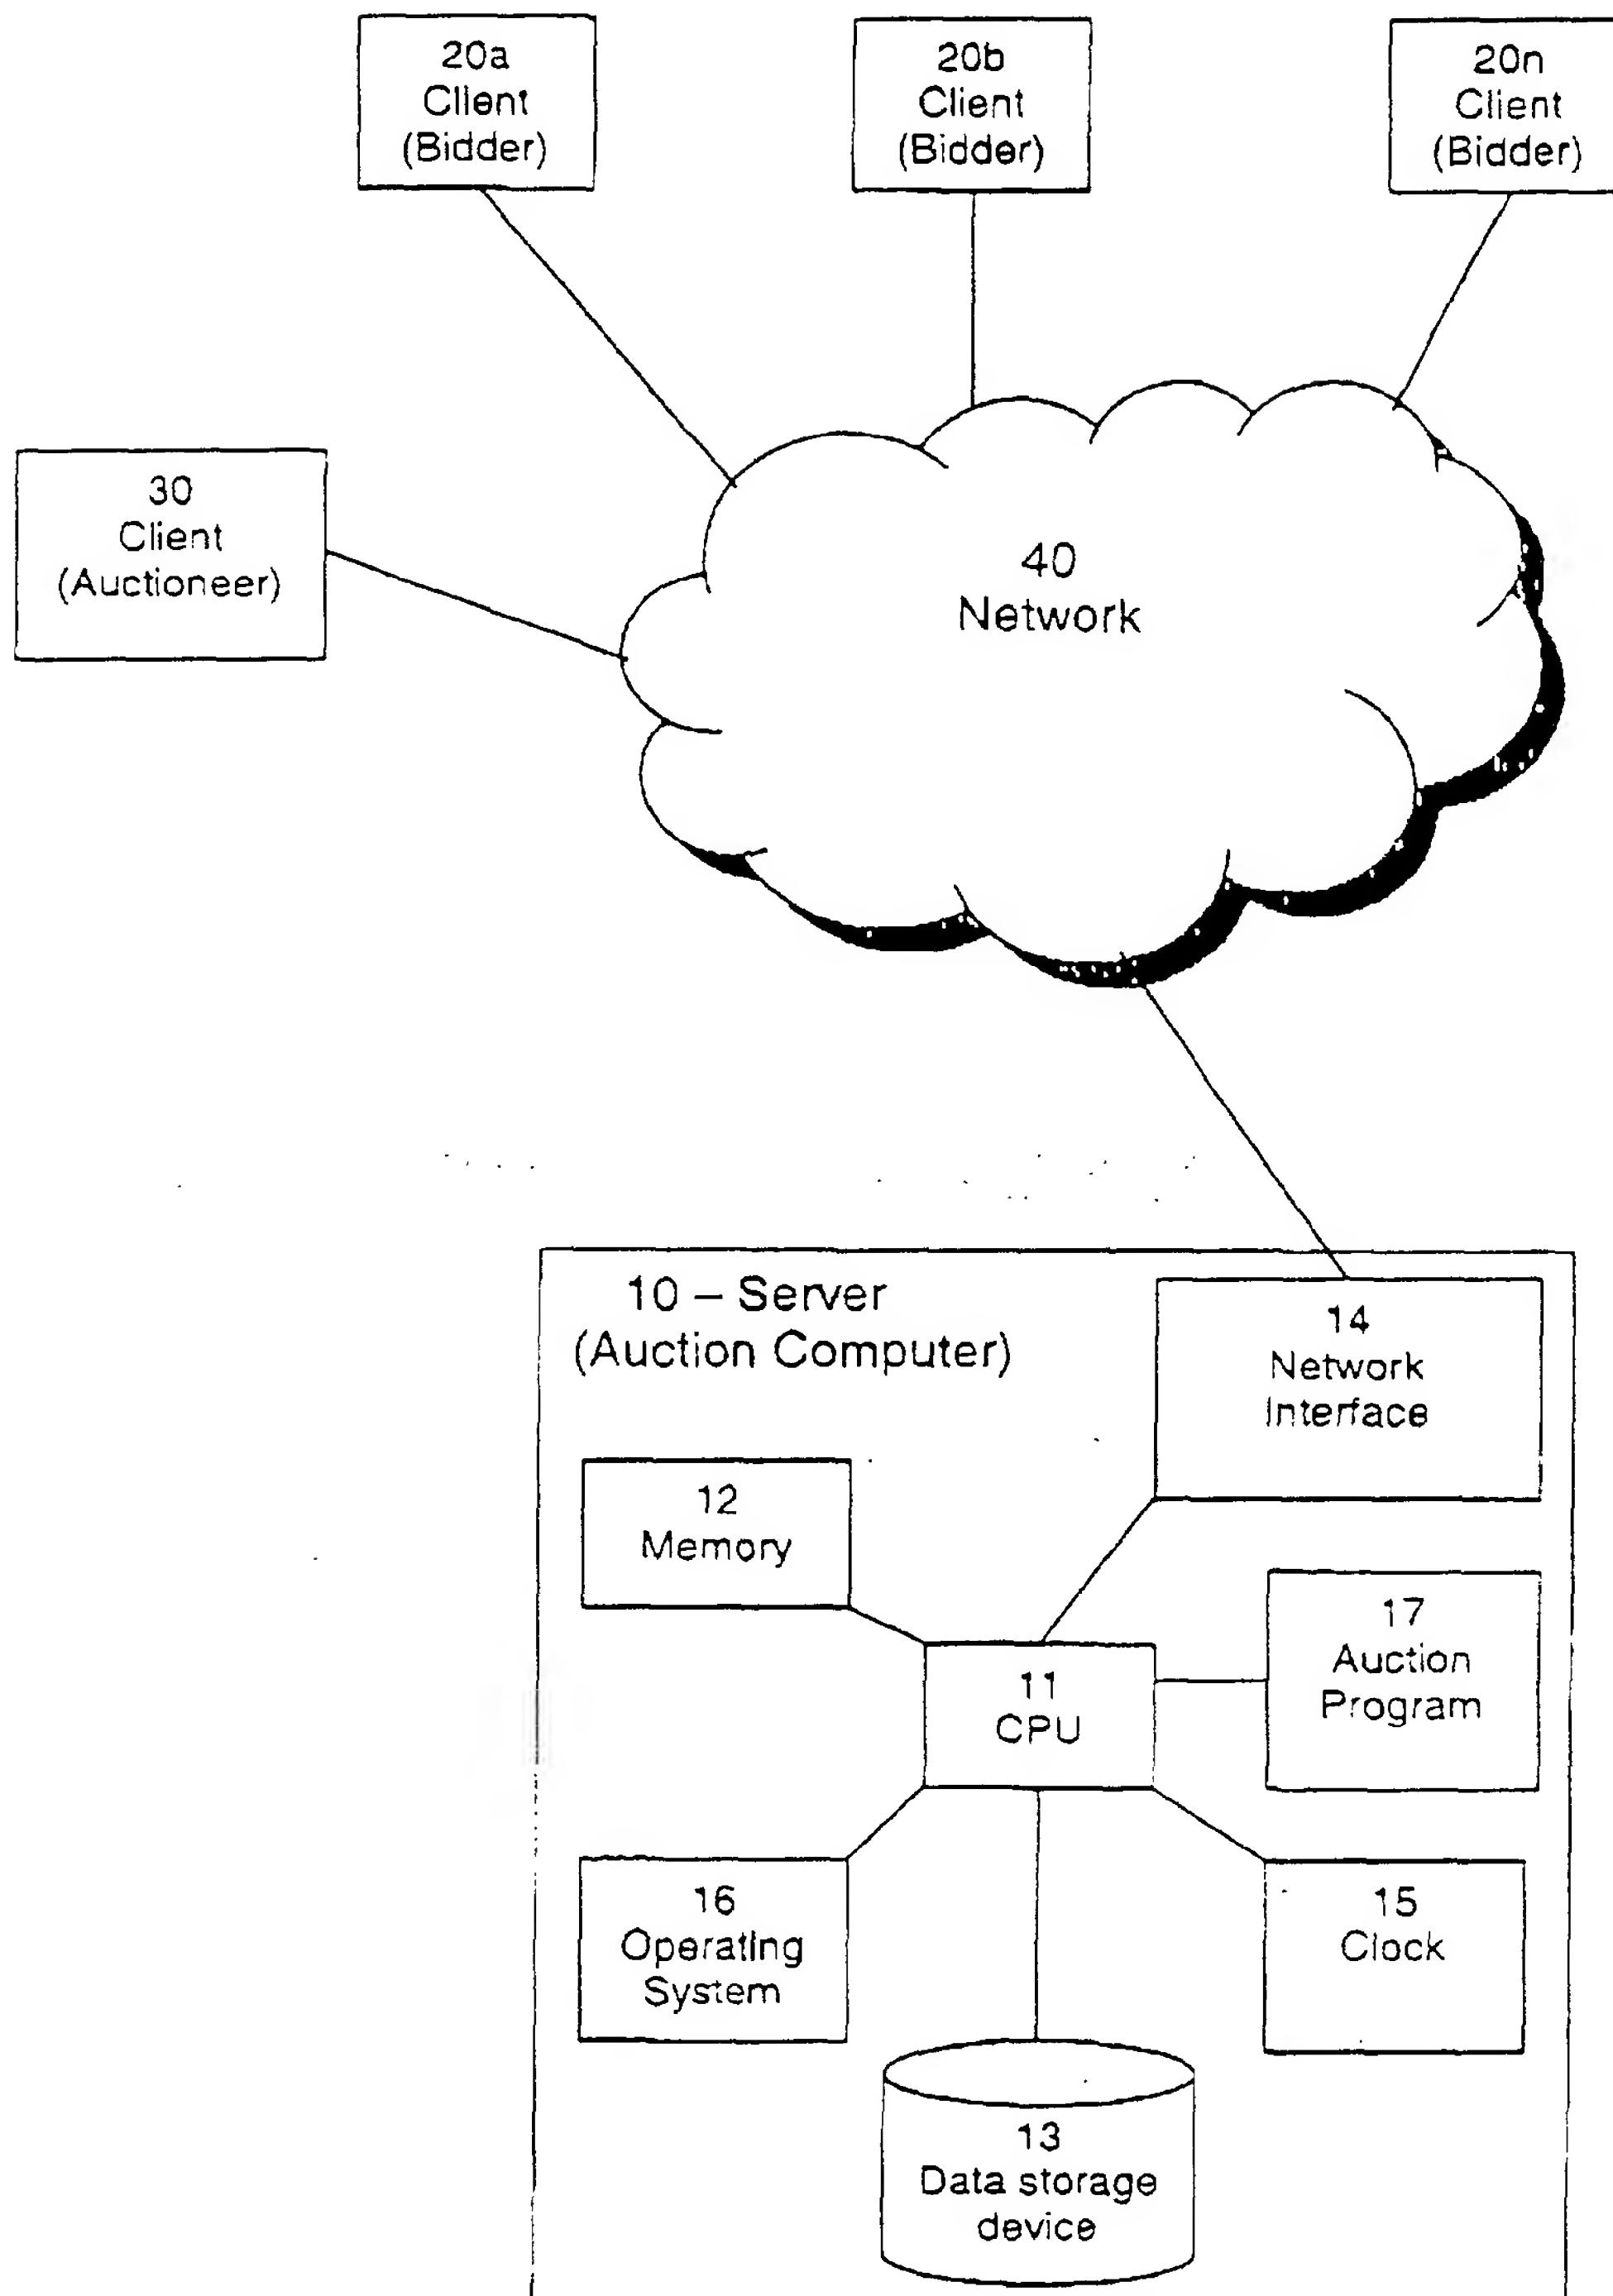 20a
Client
(Bidder)
20b
Client
(Bidder)
20n
Client
(Bidder)
30
Client
(Auctioneer)
40
Network
10 – Server
(Auction Computer)
14
Network
Interface
12
Memory
17
Auction
Program
11
CPU
16
Operating
System
15
Clock
13
Data storage
device